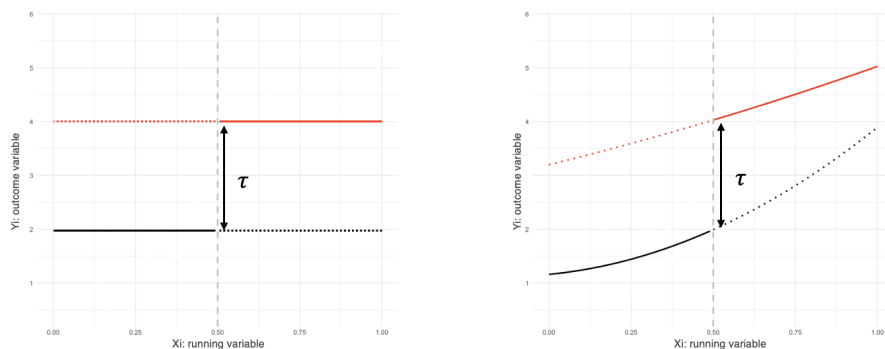 6
5
4
3
2
1
Yi: outcome variable
τ
0.00 0.25 0.50 0.75 1.00
Xi: running variable
6
5
4
3
2
1
Yi: outcome variable
τ
0.00 0.25 0.50 0.75 1.00
Xi: running variable